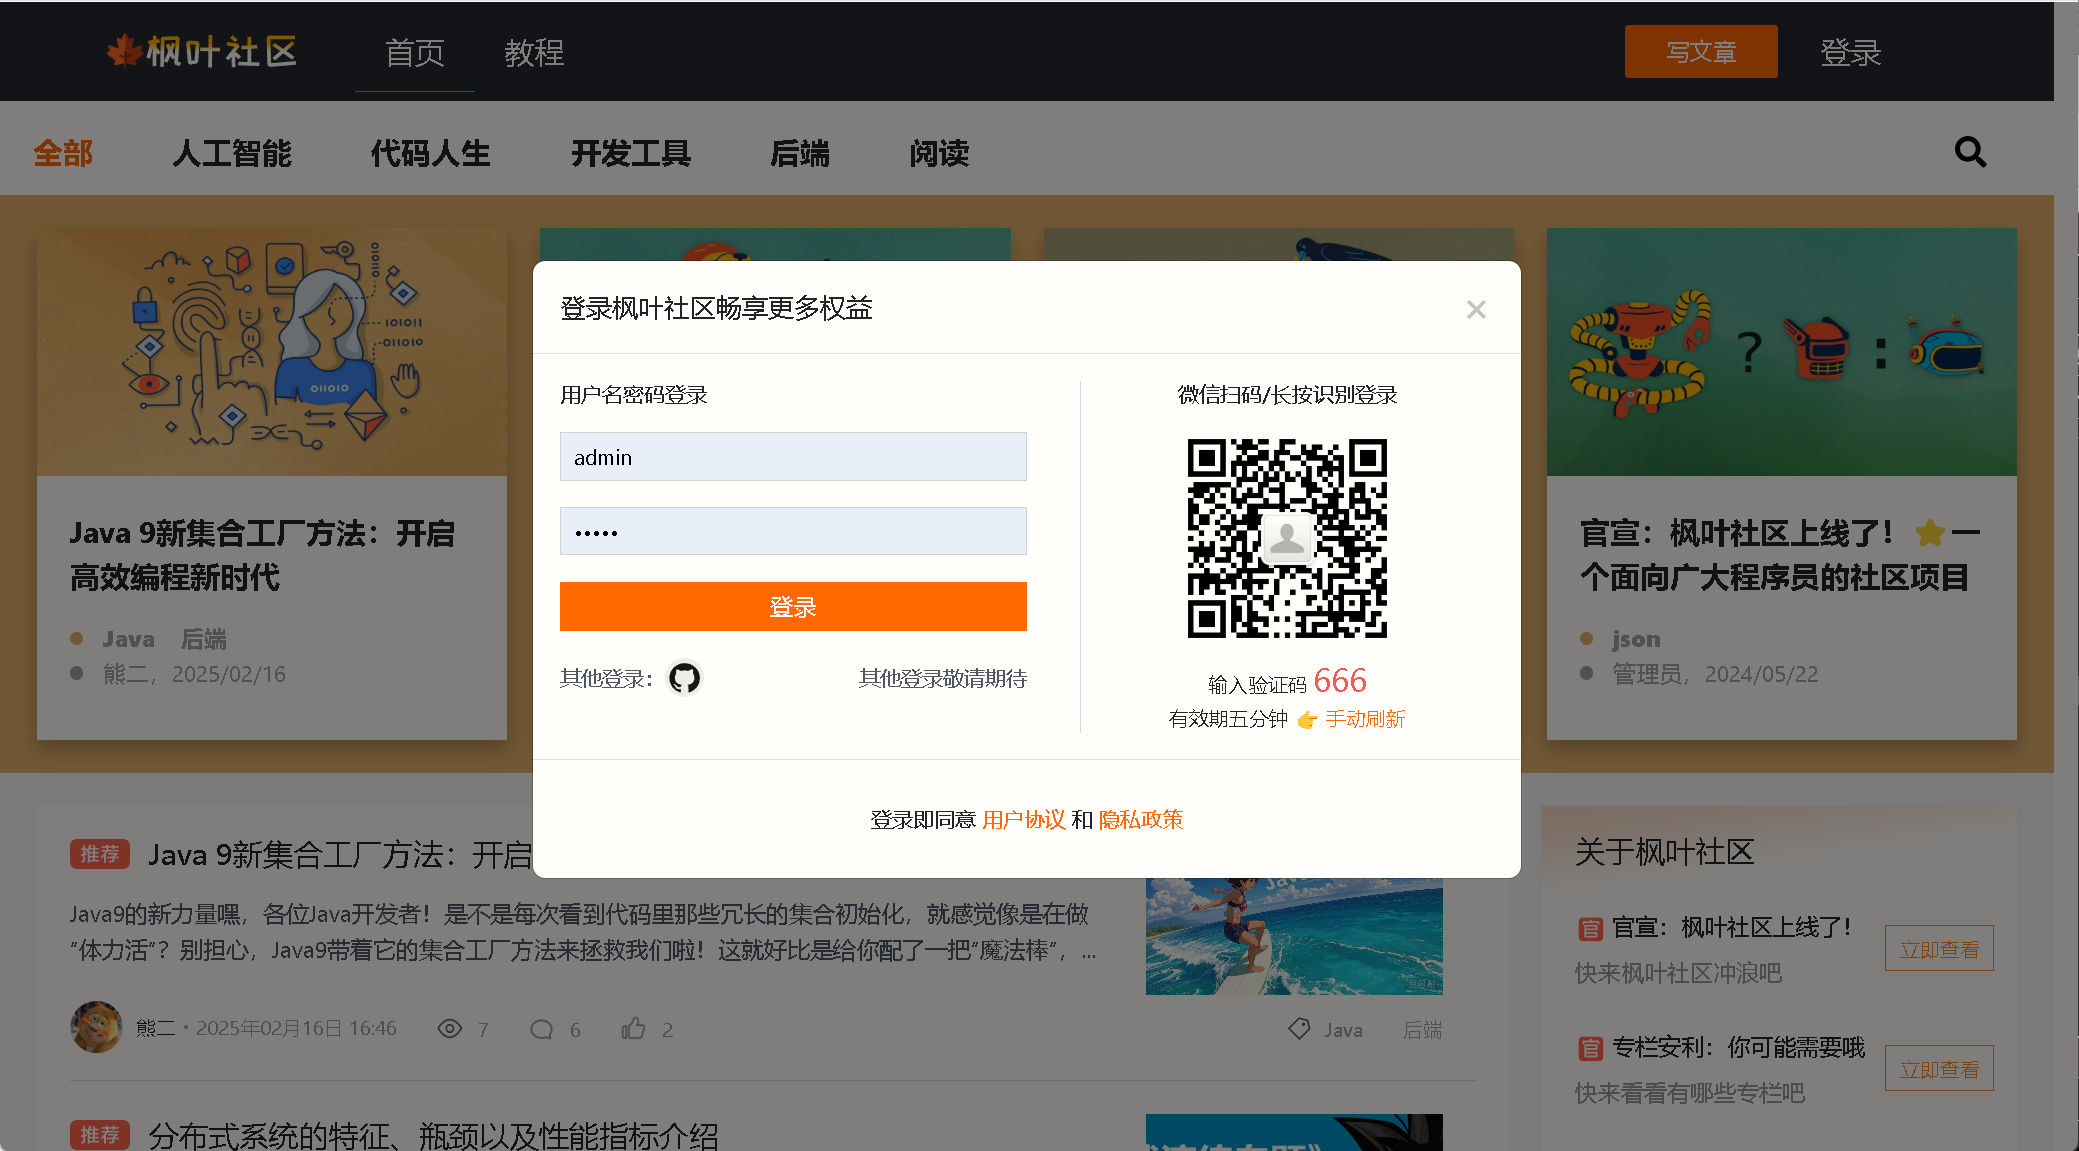 枫叶社区 首页 教程 写文章 登录
全部 人工智能 代码人生 开发工具 后端 阅读
登录枫叶社区畅享更多权益
×
用户名密码登录
admin
•••••
登录
其他登录： 其他登录敬请期待
微信扫码/长按识别登录
输入验证码 666
有效期五分钟 👉 手动刷新
登录即同意 用户协议 和 隐私政策
01011
01010
011010
Java 9新集合工厂方法：开启
高效编程新时代
Java 后端
熊二，2025/02/16
? :
官宣：枫叶社区上线了！⭐一
个面向广大程序员的社区项目
json
管理员，2024/05/22
推荐 Java 9新集合工厂方法：开启
Java9的新力量嘿，各位Java开发者！是不是每次看到代码里那些冗长的集合初始化，就感觉像是在做
“体力活”？别担心，Java9带着它的集合工厂方法来拯救我们啦！这就好比是给你配了一把“魔法棒”，...
熊二 · 2025年02月16日 16:46 7 6 2
Java 后端
推荐 分布式系统的特征、瓶颈以及性能指标介绍
关于枫叶社区
官 官宣：枫叶社区上线了！
快来枫叶社区冲浪吧
立即查看
官 专栏安利：你可能需要哦
快来看看有哪些专栏吧
立即查看